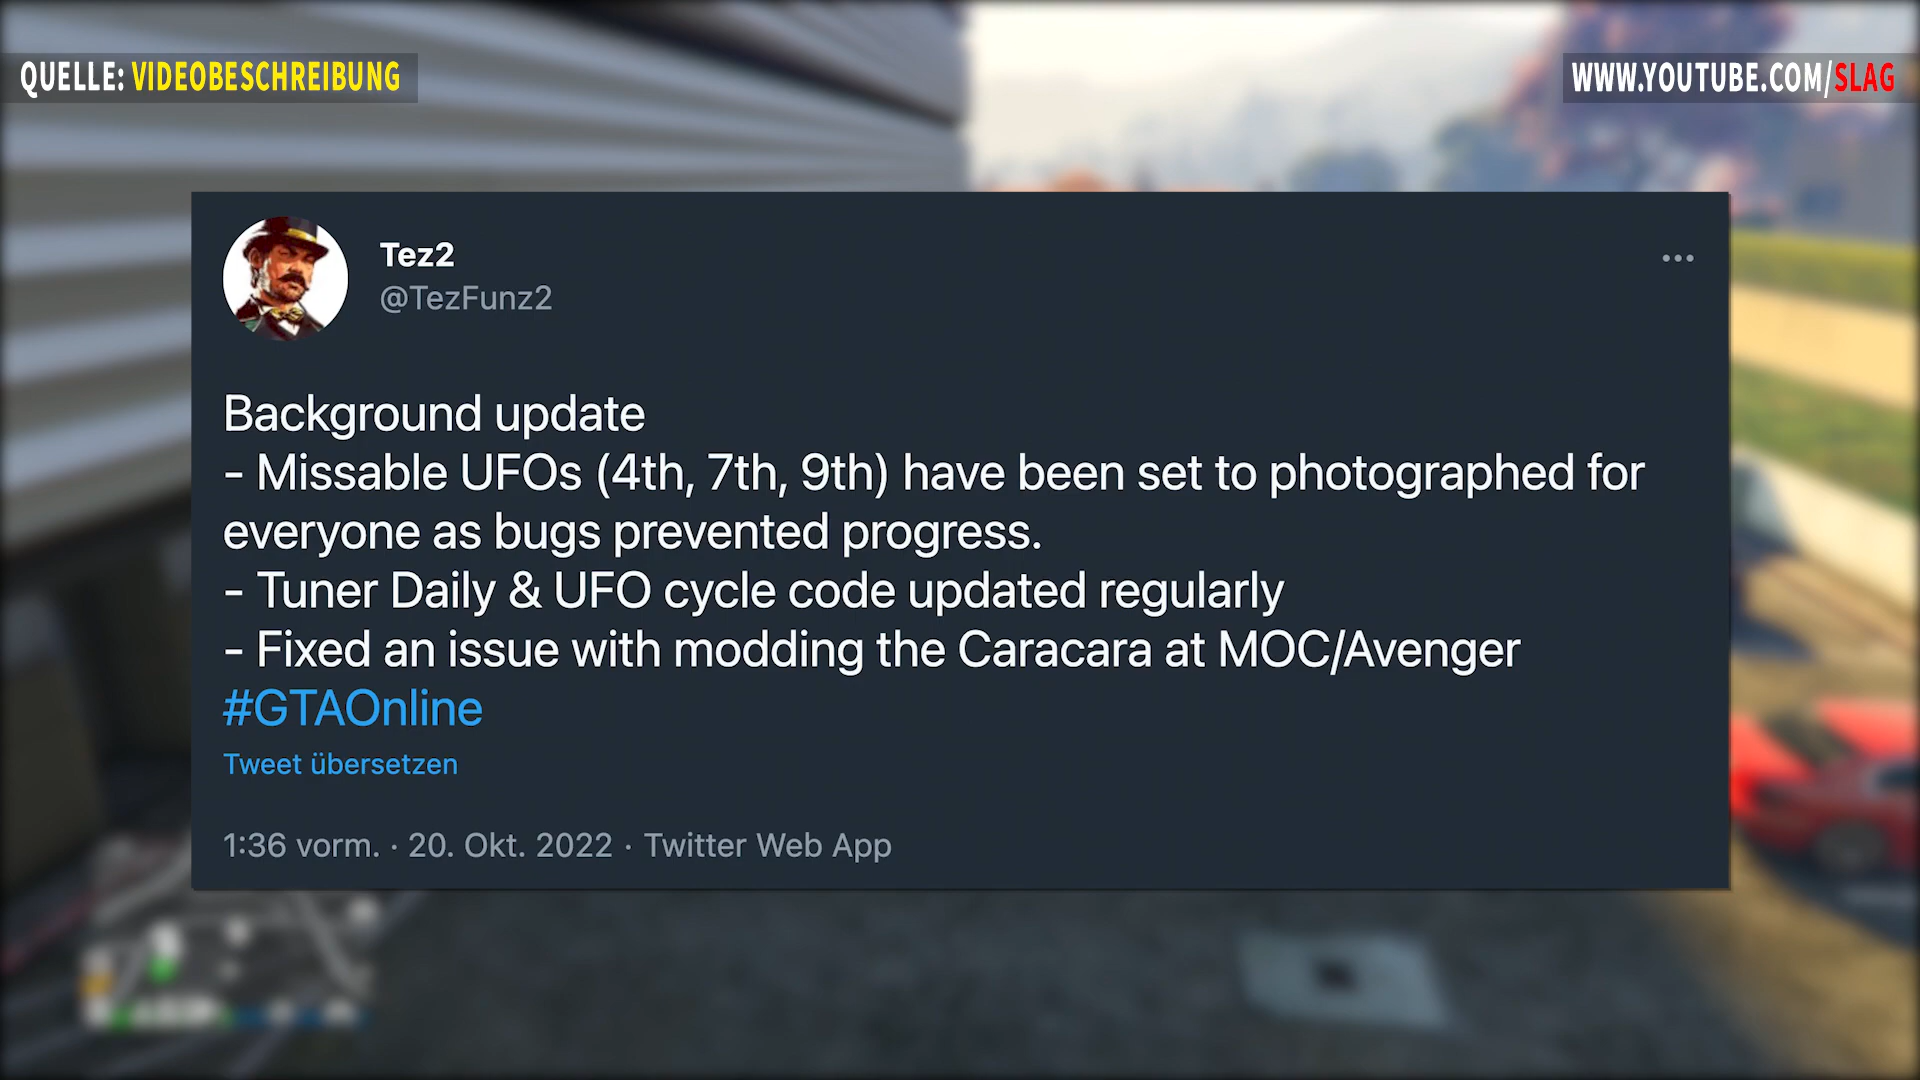 QUELLE: VIDEOBESCHREIBUNG
WWW.YOUTUBE.COM/SLAG
Tez2
@TezFunz2
Background update
- Missable UFOs (4th, 7th, 9th) have been set to photographed for
everyone as bugs prevented progress.
- Tuner Daily & UFO cycle code updated regularly
- Fixed an issue with modding the Caracara at MOC/Avenger
#GTAOnline
Tweet übersetzen
1:36 vorm. · 20. Okt. 2022 · Twitter Web App